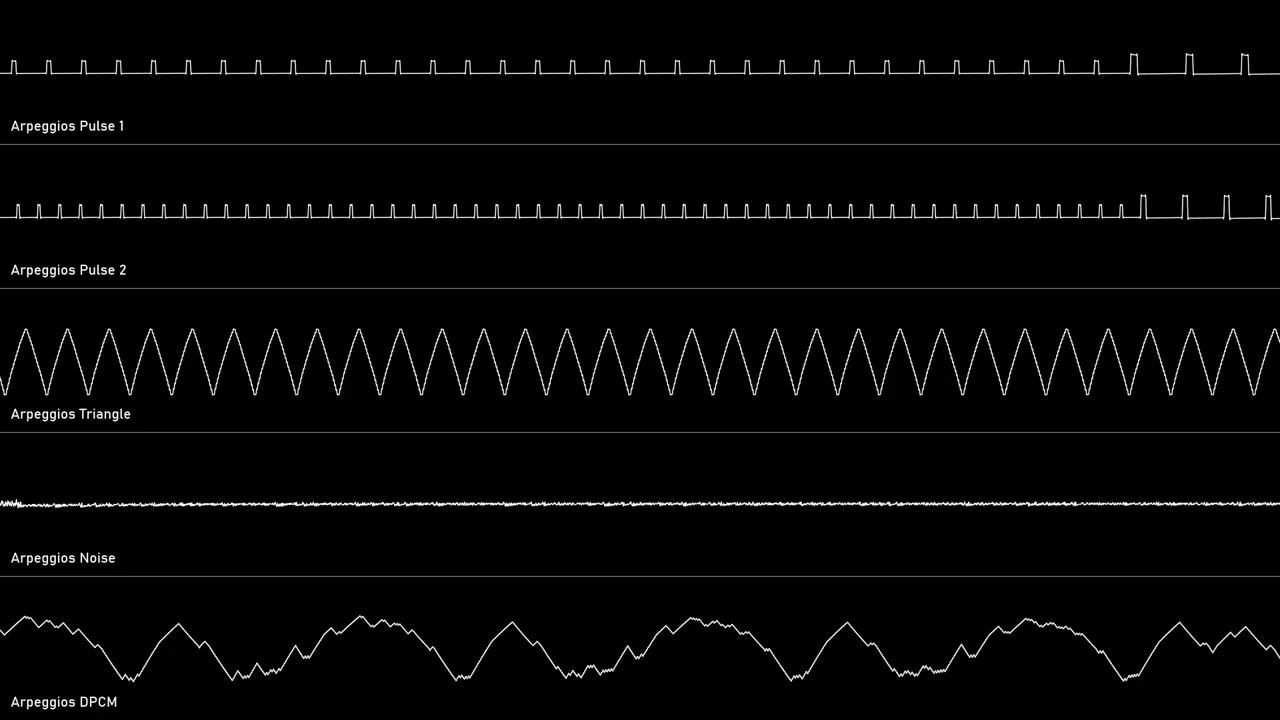 Arpeggios Pulse 1
Arpeggios Pulse 2
Arpeggios Triangle
Arpeggios Noise
Arpeggios DPCM